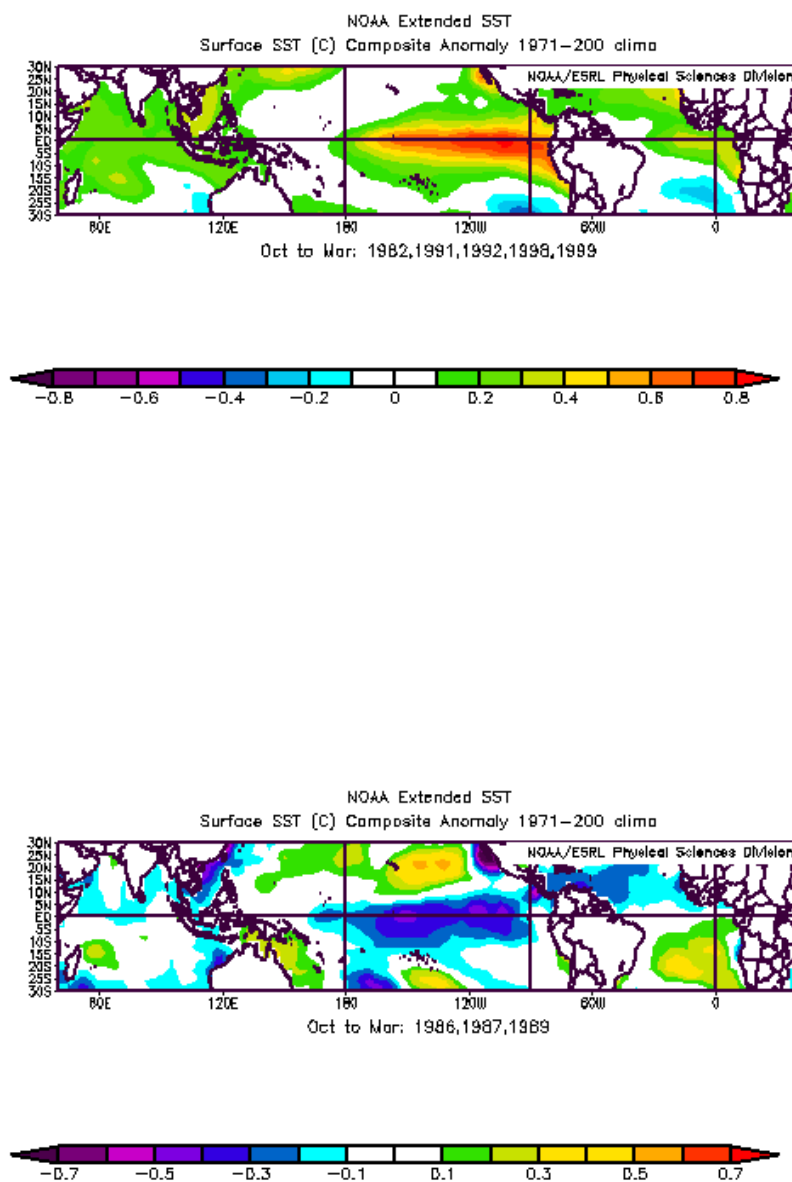 NOAA Extended SST
Surface SST (C) Composite Anomaly 1971-200 climo
NOAA/ESRL Physical Sciences Division
30N
25N
20N
15N
10N
5N
EQ
5S
10S
15S
20S
25S
30S
60E 120E 180 120W 60W 0
Oct to Mar: 1982,1991,1992,1998,1999
-0.8 -0.6 -0.4 -0.2 0 0.2 0.4 0.6 0.8
NOAA Extended SST
Surface SST (C) Composite Anomaly 1971-200 climo
NOAA/ESRL Physical Sciences Division
30N
25N
20N
15N
10N
5N
EQ
5S
10S
15S
20S
25S
30S
60E 120E 180 120W 60W 0
Oct to Mar: 1986,1987,1989
-0.7 -0.5 -0.3 -0.1 0.1 0.3 0.5 0.7